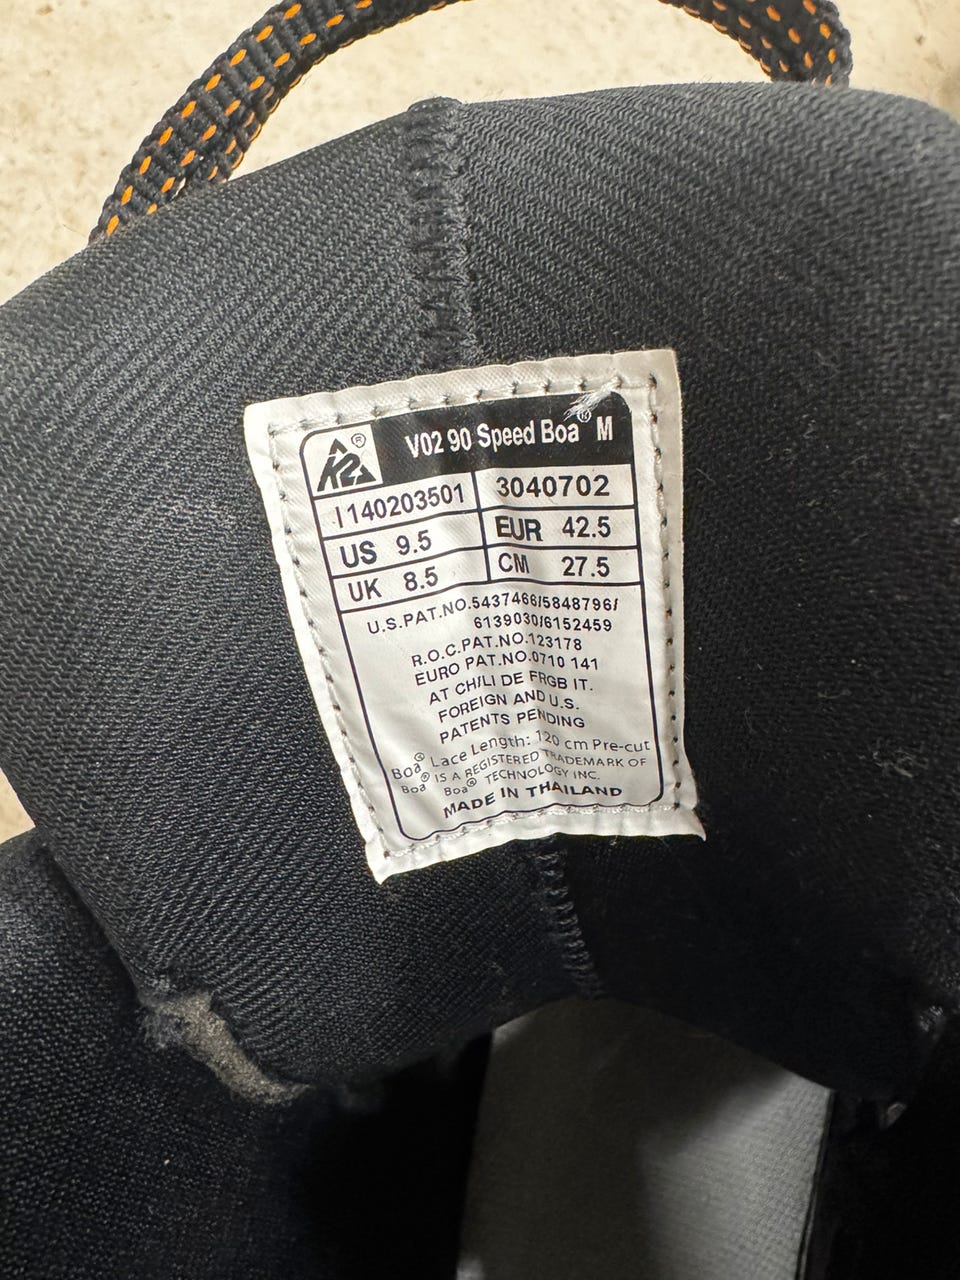 K2® V02 90 Speed Boa® M
I140203501 3040702
US 9.5 EUR 42.5
UK 8.5 CM 27.5
U.S.PAT.NO.5437466/5848796/
6139030/6152459
R.O.C.PAT.NO.123178
EURO PAT.NO.0710 141
AT CH/LI DE FRGB IT.
FOREIGN AND U.S.
PATENTS PENDING
Boa® Lace Length: 120 cm Pre-cut
Boa® IS A REGISTERED TRADEMARK OF
Boa® TECHNOLOGY INC.
MADE IN THAILAND